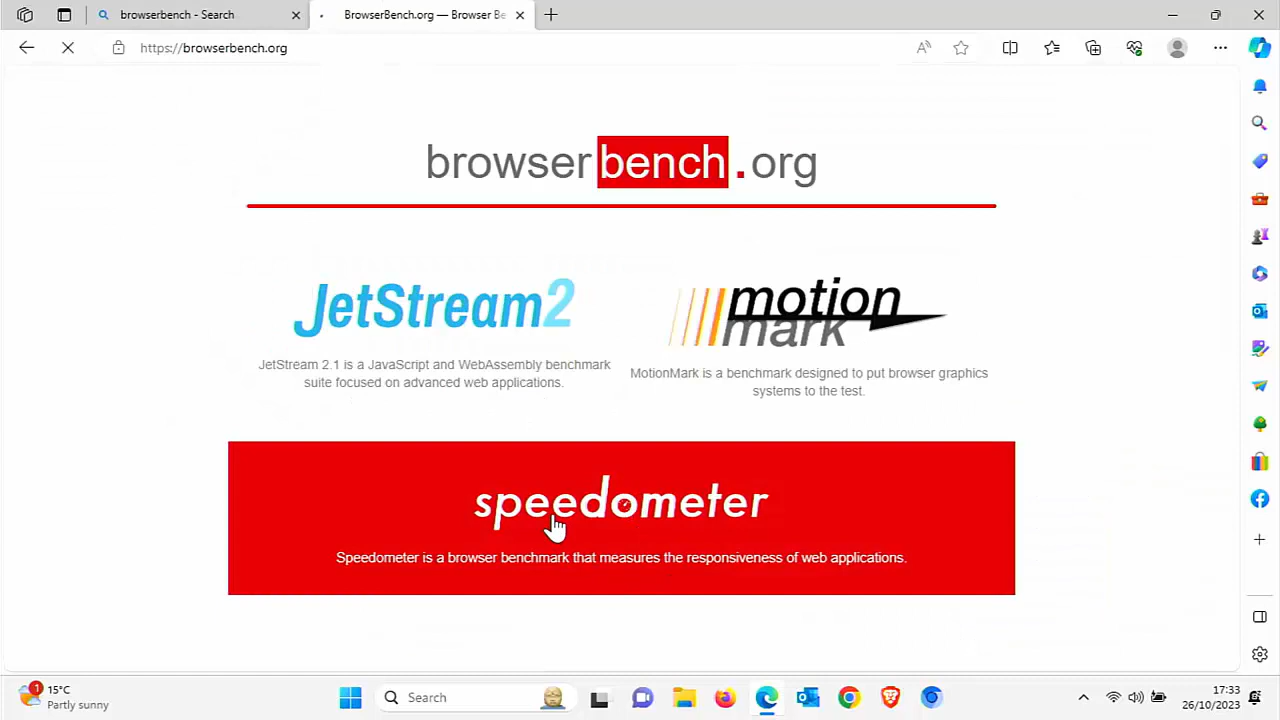 browserbench - Search
BrowserBench.org — Browser Be
https://browserbench.org
browserbench.org
JetStream2
motion
mark
JetStream 2.1 is a JavaScript and WebAssembly benchmark
suite focused on advanced web applications.
MotionMark is a benchmark designed to put browser graphics
systems to the test.
speedometer
Speedometer is a browser benchmark that measures the responsiveness of web applications.
1
15°C
Partly sunny
Search
17:33
26/10/2023